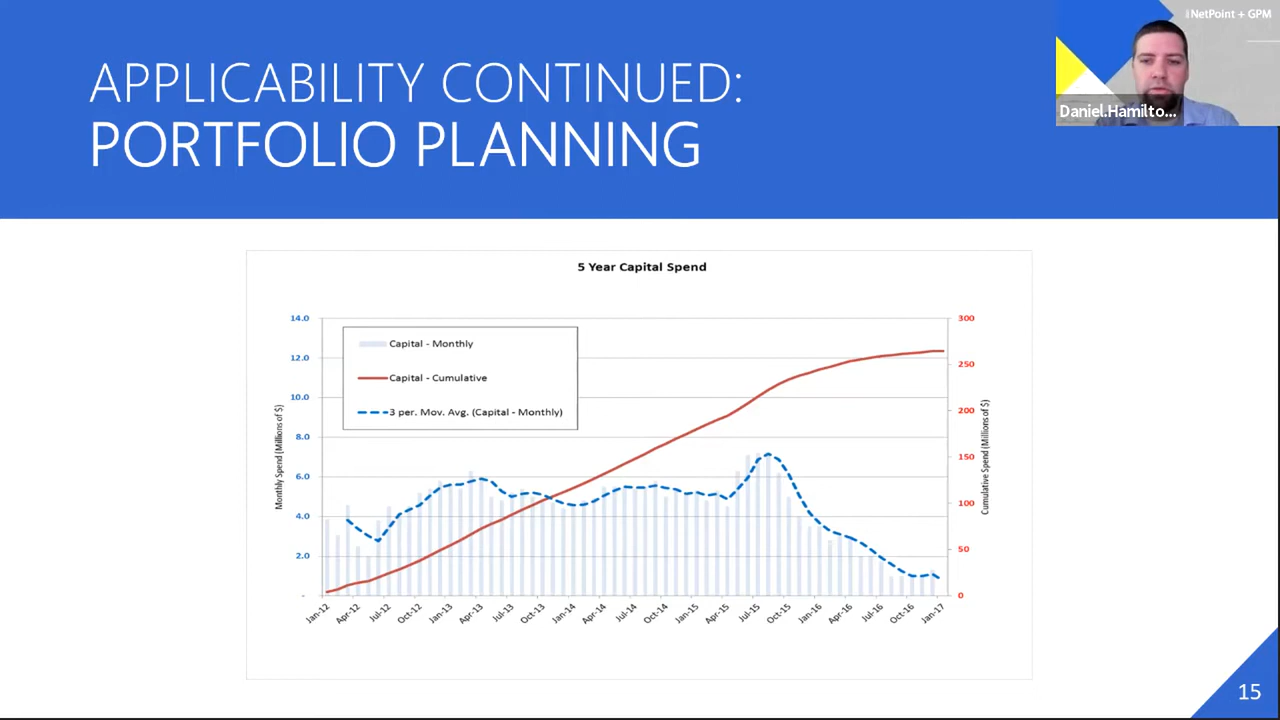 NetPoint + GPM
APPLICABILITY CONTINUED:
PORTFOLIO PLANNING
Daniel.Hamilto...
5 Year Capital Spend
14.0
12.0
10.0
8.0
6.0
4.0
2.0
-
Monthly Spend (Millions of $)
Capital - Monthly
Capital - Cumulative
3 per. Mov. Avg. (Capital - Monthly)
300
250
200
150
100
50
0
Cumulative Spend (Millions of $)
Jan-12
Apr-12
Jul-12
Oct-12
Jan-13
Apr-13
Jul-13
Oct-13
Jan-14
Apr-14
Jul-14
Oct-14
Jan-15
Apr-15
Jul-15
Oct-15
Jan-16
Apr-16
Jul-16
Oct-16
Jan-17
15